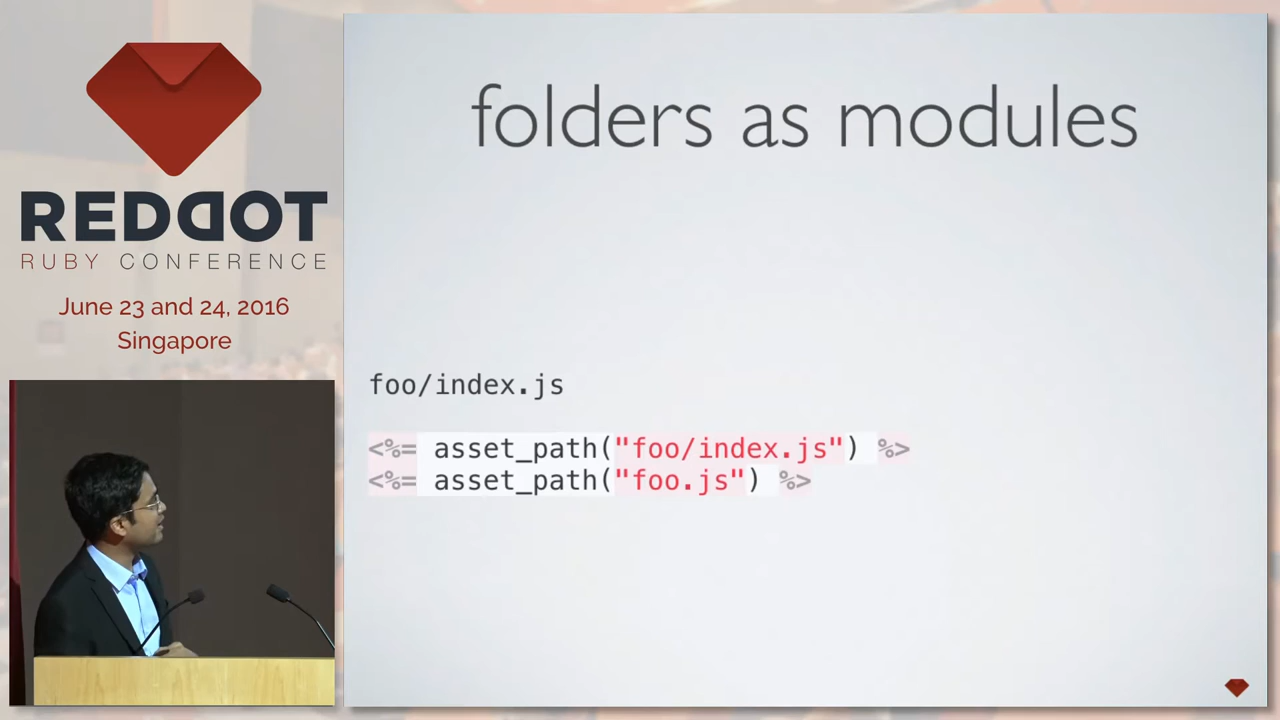 REDDOT
RUBY CONFERENCE
June 23 and 24, 2016
Singapore
folders as modules
foo/index.js
<%= asset_path("foo/index.js") %>
<%= asset_path("foo.js") %>